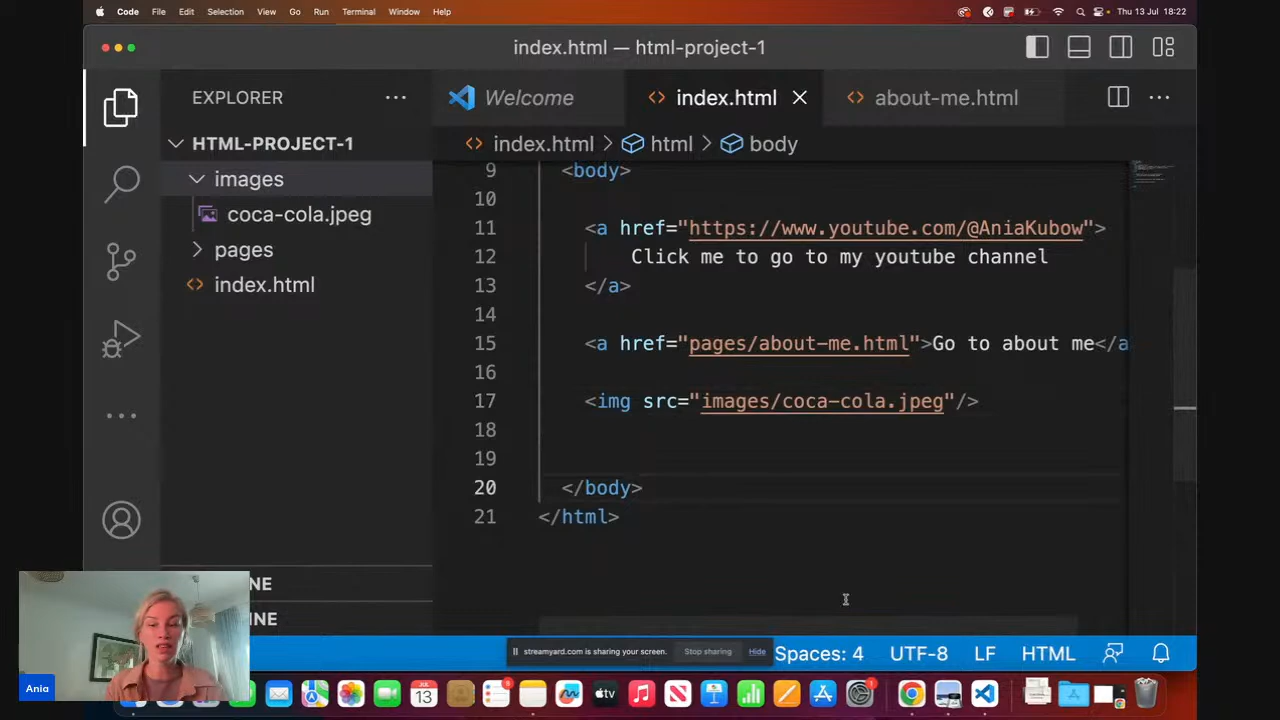 Code File Edit Selection View Go Run Terminal Window Help Thu 13 Jul 18:22
index.html — html-project-1
EXPLORER
Welcome
index.html
about-me.html
HTML-PROJECT-1
index.html > html > body
images
coca-cola.jpeg
pages
index.html
9 <body>
10
11 <a href="https://www.youtube.com/@AniaKubow">
12 Click me to go to my youtube channel
13 </a>
14
15 <a href="pages/about-me.html">Go to about me</a
16
17 <img src="images/coca-cola.jpeg"/>
18
19
20 </body>
21 </html>
NE
INE
streamyard.com is sharing your screen. Stop sharing Hide
Spaces: 4 UTF-8 LF HTML
Ania
JUL
13
tv